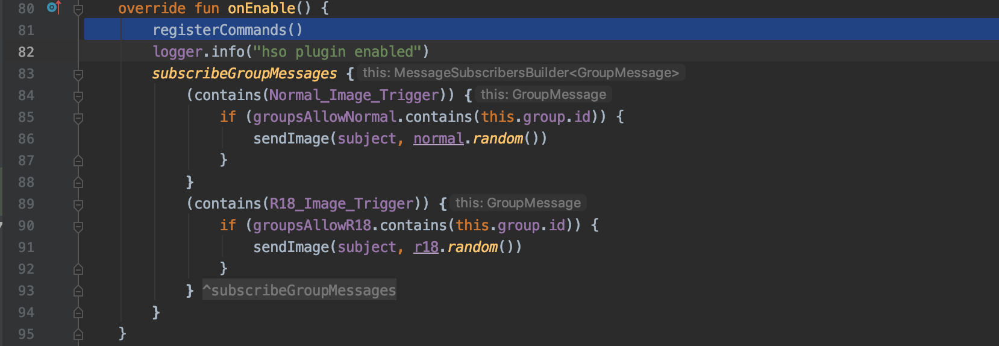 80 override fun onEnable() {
81 registerCommands()
82 logger.info("hso plugin enabled")
83 subscribeGroupMessages { this: MessageSubscribersBuilder<GroupMessage>
84 (contains(Normal_Image_Trigger)) { this: GroupMessage
85 if (groupsAllowNormal.contains(this.group.id)) {
86 sendImage(subject, normal.random())
87 }
88 }
89 (contains(R18_Image_Trigger)) { this: GroupMessage
90 if (groupsAllowR18.contains(this.group.id)) {
91 sendImage(subject, r18.random())
92 }
93 } ^subscribeGroupMessages
94 }
95 }